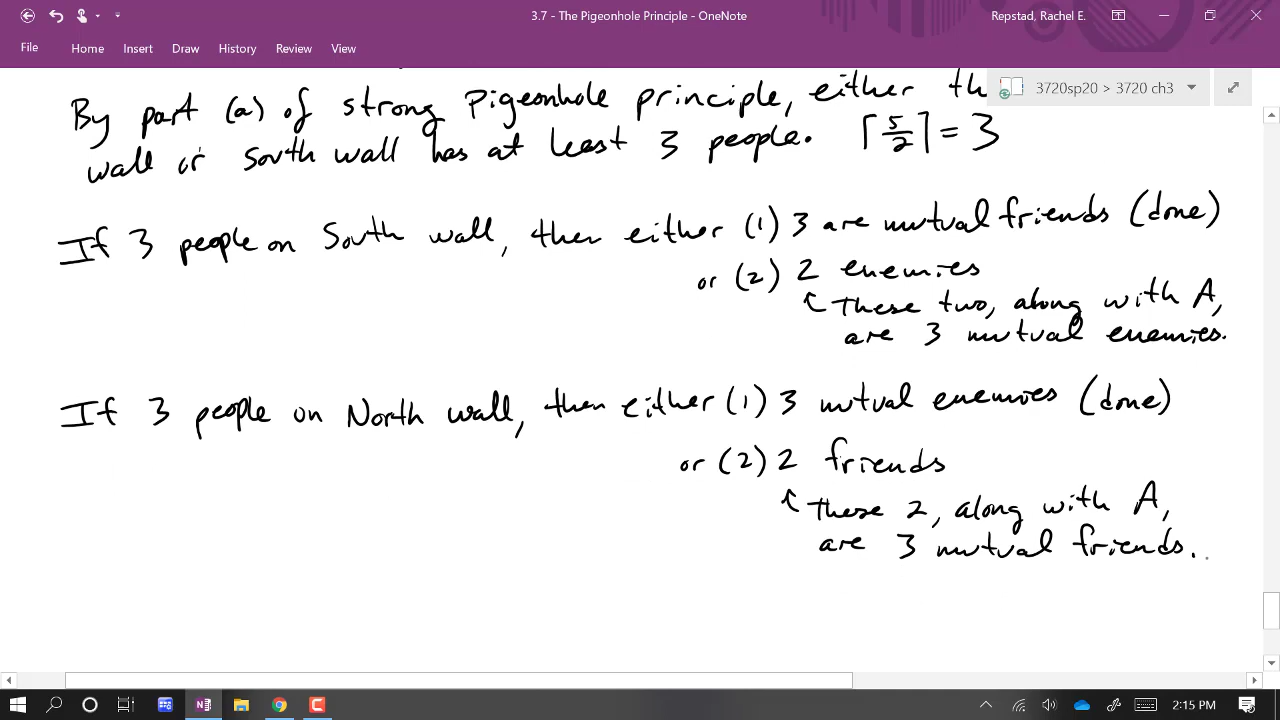 3.7 - The Pigeonhole Principle - OneNote
Repstad, Rachel E.
File Home Insert Draw History Review View
3720sp20 > 3720 ch3
By part (a) of strong Pigeonhole principle, either
wall or South wall has at least 3 people. ⌈5/2⌉ = 3
If 3 people on South wall, then either (1) 3 are mutual friends (done)
or (2) 2 enemies
These two, along with A,
are 3 mutual enemies.
If 3 people on North wall, then either (1) 3 mutual enemies (done)
or (2) 2 friends
These 2, along with A,
are 3 mutual friends.
2:15 PM